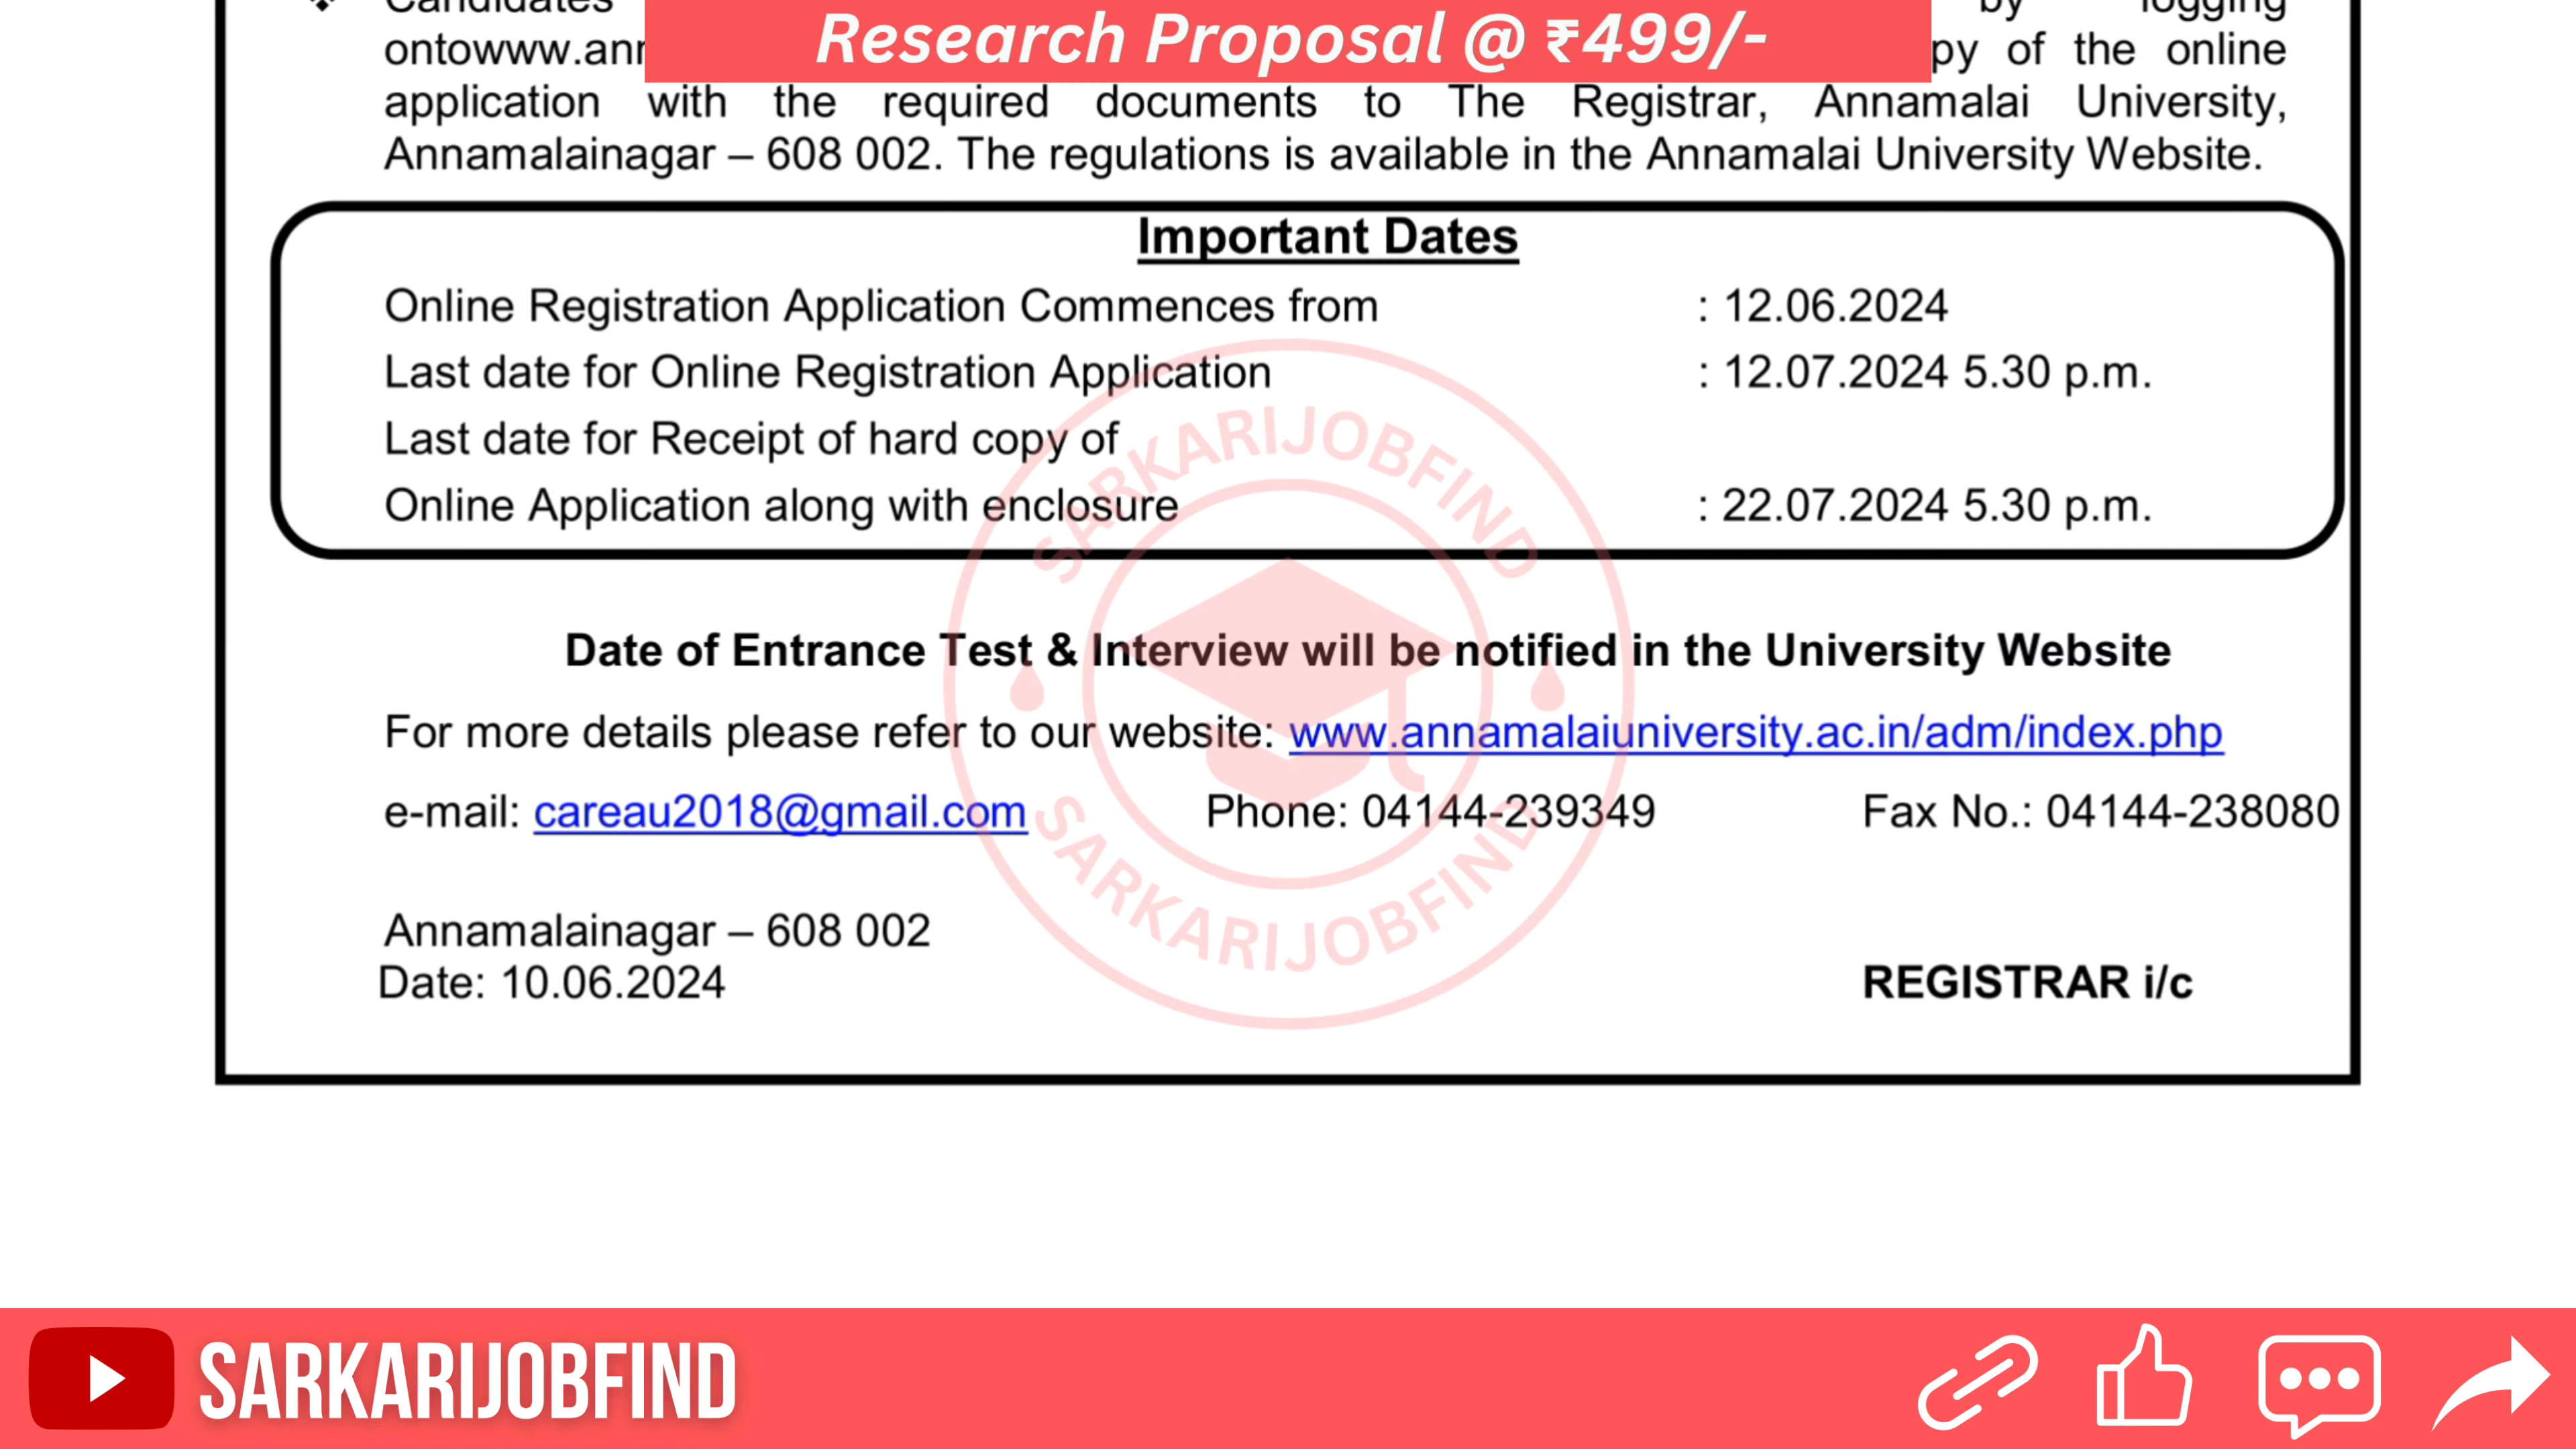 Research Proposal @ ₹499/-
Candidates by logging
ontowww.anr py of the online
application with the required documents to The Registrar, Annamalai University,
Annamalainagar – 608 002. The regulations is available in the Annamalai University Website.
Important Dates
Online Registration Application Commences from : 12.06.2024
Last date for Online Registration Application : 12.07.2024 5.30 p.m.
Last date for Receipt of hard copy of
Online Application along with enclosure : 22.07.2024 5.30 p.m.
SARKARIJOBFIND
Date of Entrance Test & Interview will be notified in the University Website
For more details please refer to our website: www.annamalaiuniversity.ac.in/adm/index.php
e-mail: careau2018@gmail.com Phone: 04144-239349 Fax No.: 04144-238080
SARKARIJOBFIND
Annamalainagar – 608 002
Date: 10.06.2024 REGISTRAR i/c
SARKARIJOBFIND